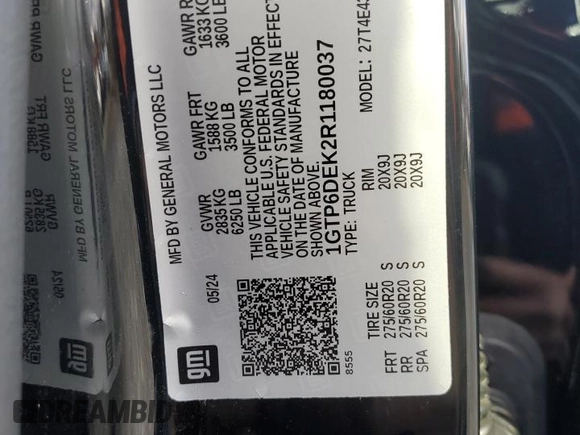 MFD BY GENERAL MOTORS LLC
05/24
GVWR
2835 KG
6250 LB
GAWR FRT
1588 KG
3500 LB
GAWR
1633 KG
3600 LB
THIS VEHICLE CONFORMS TO ALL
APPLICABLE U.S. FEDERAL MOTOR
VEHICLE SAFETY STANDARDS IN EFFECT
ON THE DATE OF MANUFACTURE
SHOWN ABOVE.
1GTP6DEK2R1180037
TYPE: TRUCK
MODEL: 27T4E43
TIRE SIZE RIM
FRT 275/60R20 S 20X9J
RR 275/60R20 S 20X9J
SPA 275/60R20 S 20X9J
8555
gm
DREAMBID